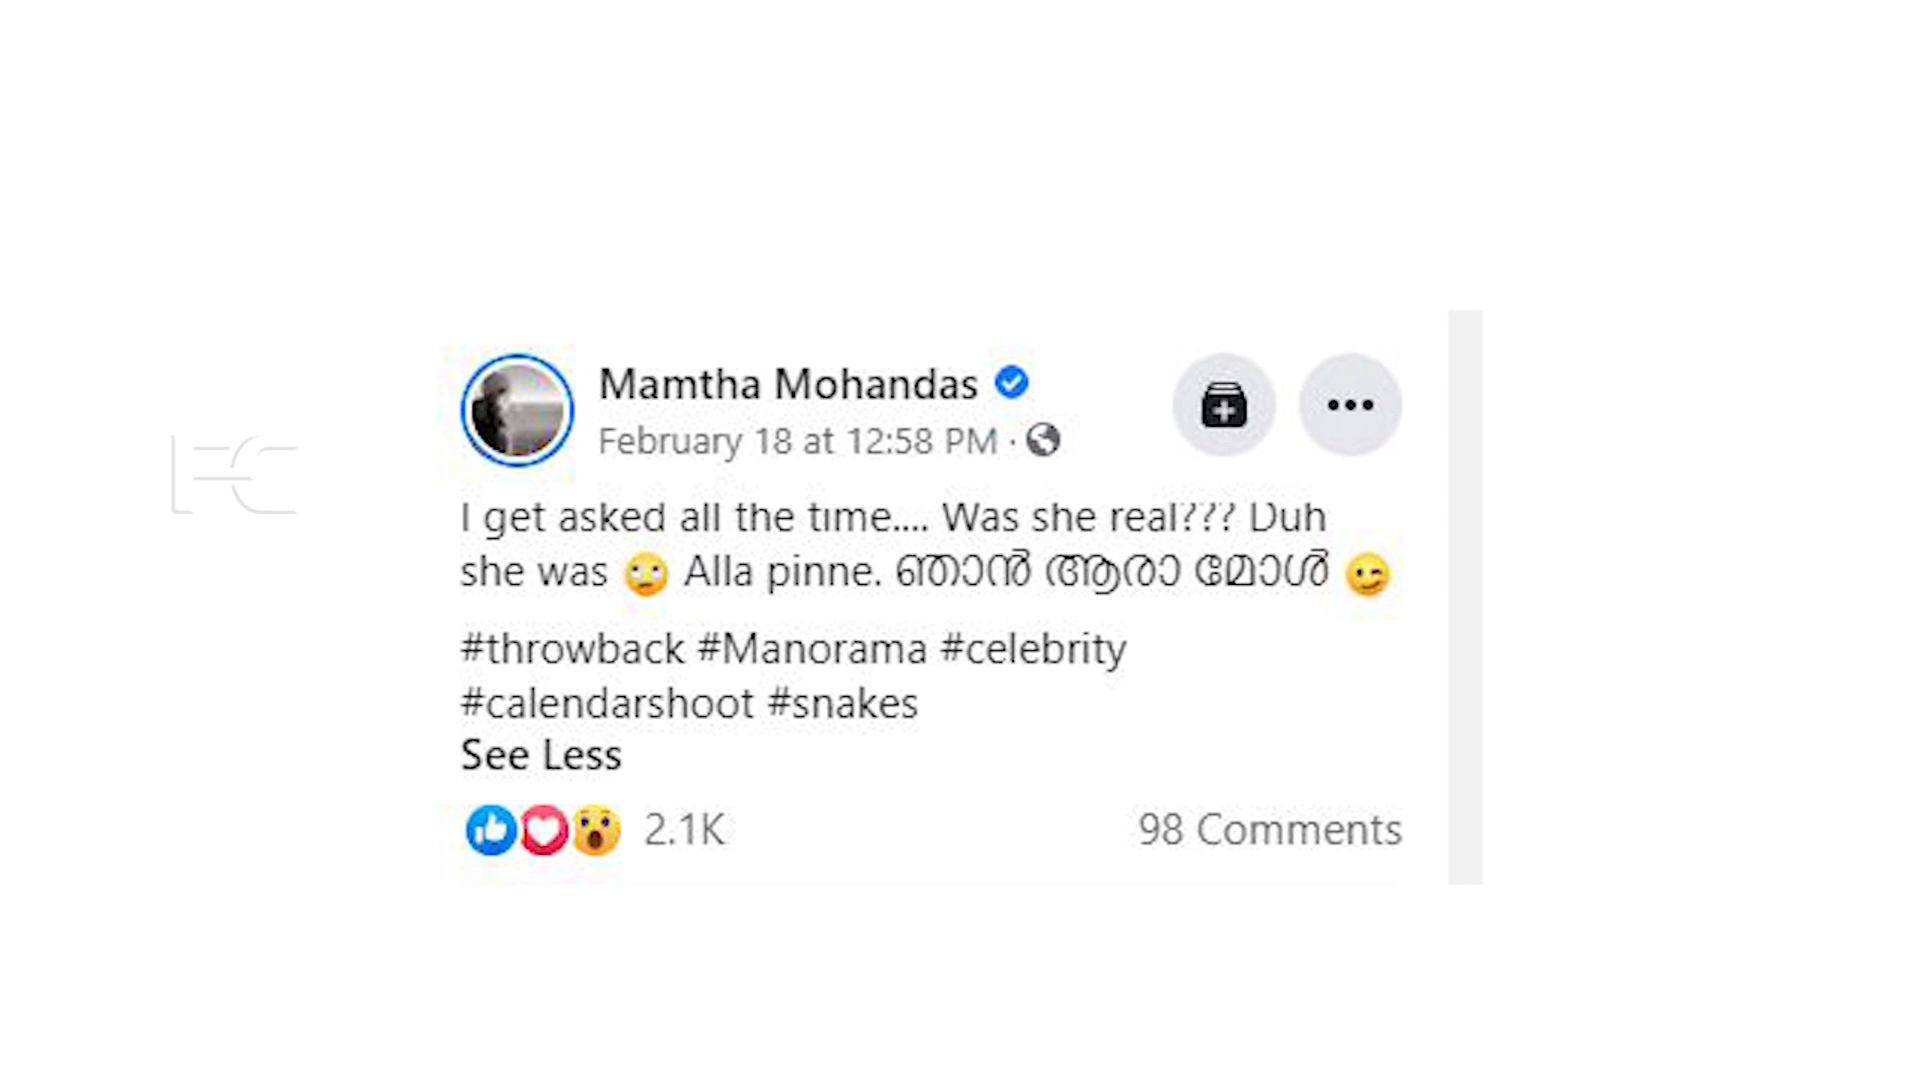 FC
Mamtha Mohandas
February 18 at 12:58 PM ·
I get asked all the time.... Was she real??? Duh
she was 🙄 Alla pinne. ഞാൻ ആരാ മോൾ 😉
#throwback #Manorama #celebrity
#calendarshoot #snakes
See Less
2.1K 98 Comments